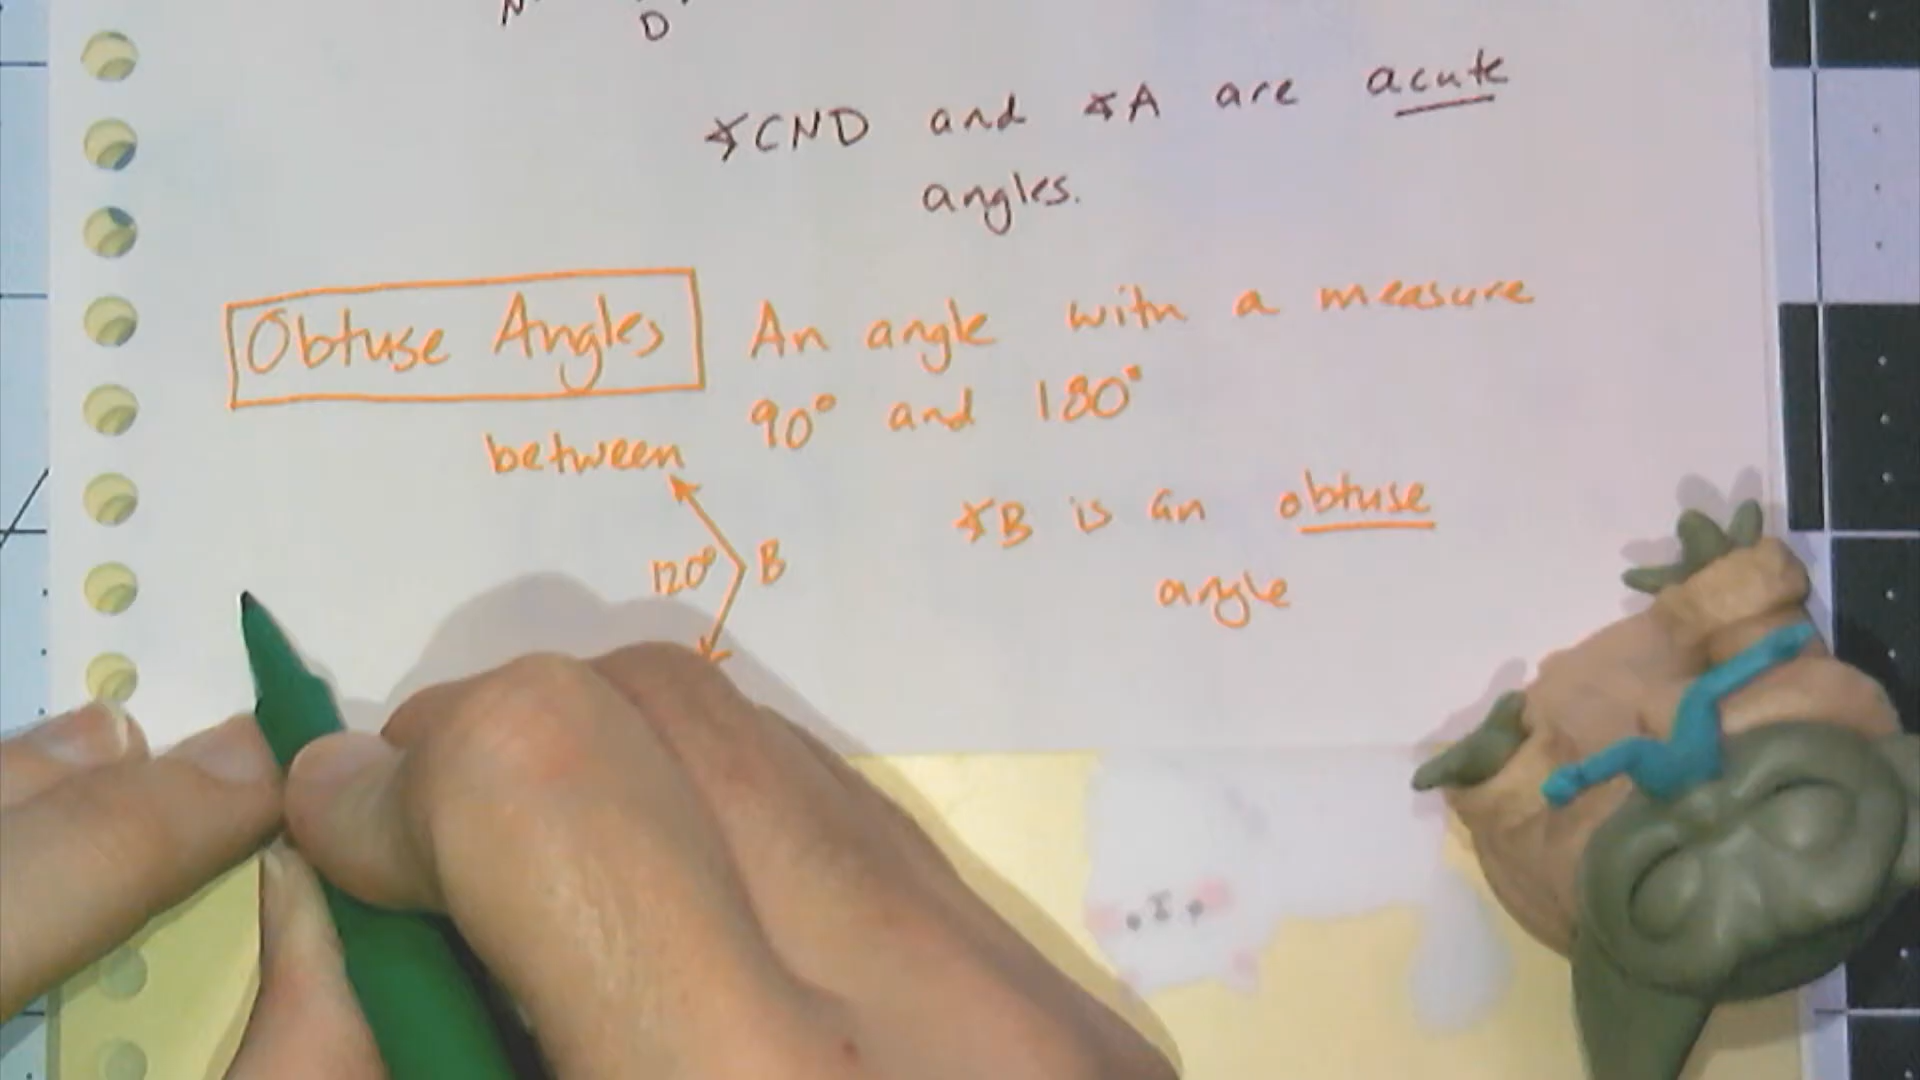 N
D
∢CND and ∢A are acute
angles.
Obtuse Angles An angle with a measure
between 90° and 180°
120° B
∢B is an obtuse
angle